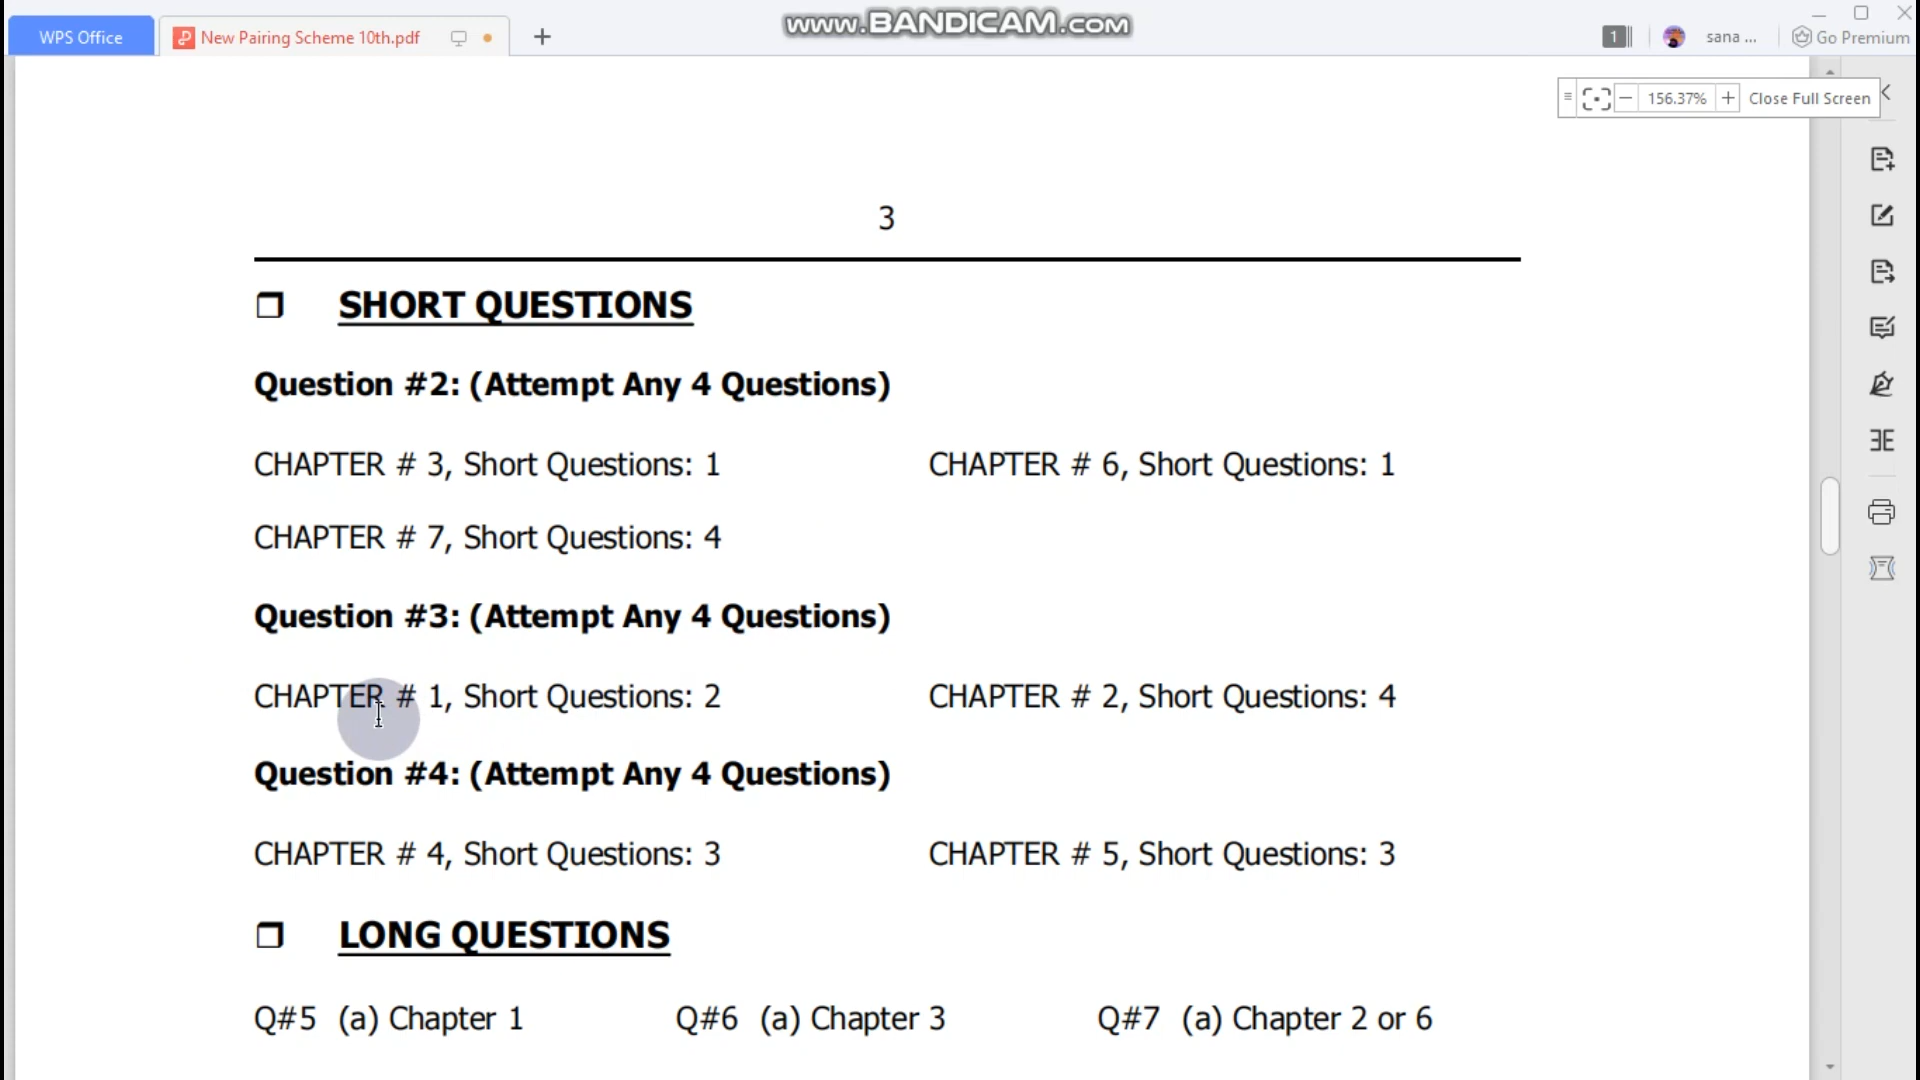 www.BANDICAM.com
WPS Office
New Pairing Scheme 10th.pdf
1
sana ...
Go Premium
156.37%
Close Full Screen
3
SHORT QUESTIONS
Question #2: (Attempt Any 4 Questions)
CHAPTER # 3, Short Questions: 1 CHAPTER # 6, Short Questions: 1
CHAPTER # 7, Short Questions: 4
Question #3: (Attempt Any 4 Questions)
CHAPTER # 1, Short Questions: 2 CHAPTER # 2, Short Questions: 4
Question #4: (Attempt Any 4 Questions)
CHAPTER # 4, Short Questions: 3 CHAPTER # 5, Short Questions: 3
LONG QUESTIONS
Q#5 (a) Chapter 1 Q#6 (a) Chapter 3 Q#7 (a) Chapter 2 or 6